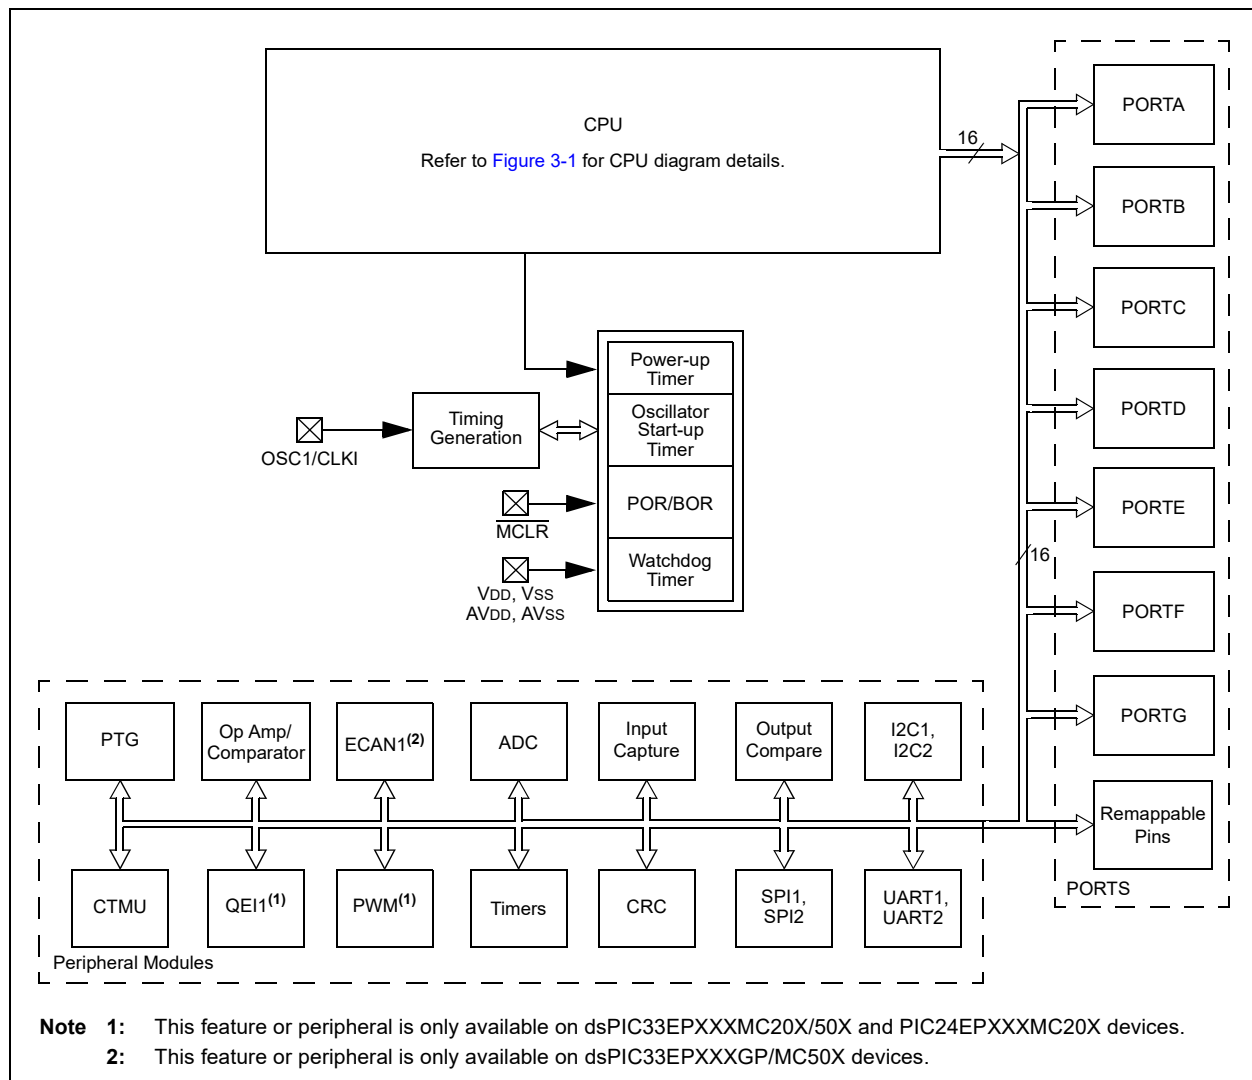 CPU
Refer to Figure 3-1 for CPU diagram details.
16
PORTA
PORTB
PORTC
PORTD
PORTE
16
PORTF
PORTG
Remappable
Pins
PORTS
Power-up
Timer
Oscillator
Start-up
Timer
POR/BOR
Watchdog
Timer
Timing
Generation
OSC1/CLKI
MCLR
VDD, VSS
AVDD, AVSS
PTG
Op Amp/
Comparator
ECAN1(2)
ADC
Input
Capture
Output
Compare
I2C1,
I2C2
CTMU
QEI1(1)
PWM(1)
Timers
CRC
SPI1,
SPI2
UART1,
UART2
Peripheral Modules
Note 1: This feature or peripheral is only available on dsPIC33EPXXXMC20X/50X and PIC24EPXXXMC20X devices.
2: This feature or peripheral is only available on dsPIC33EPXXXGP/MC50X devices.